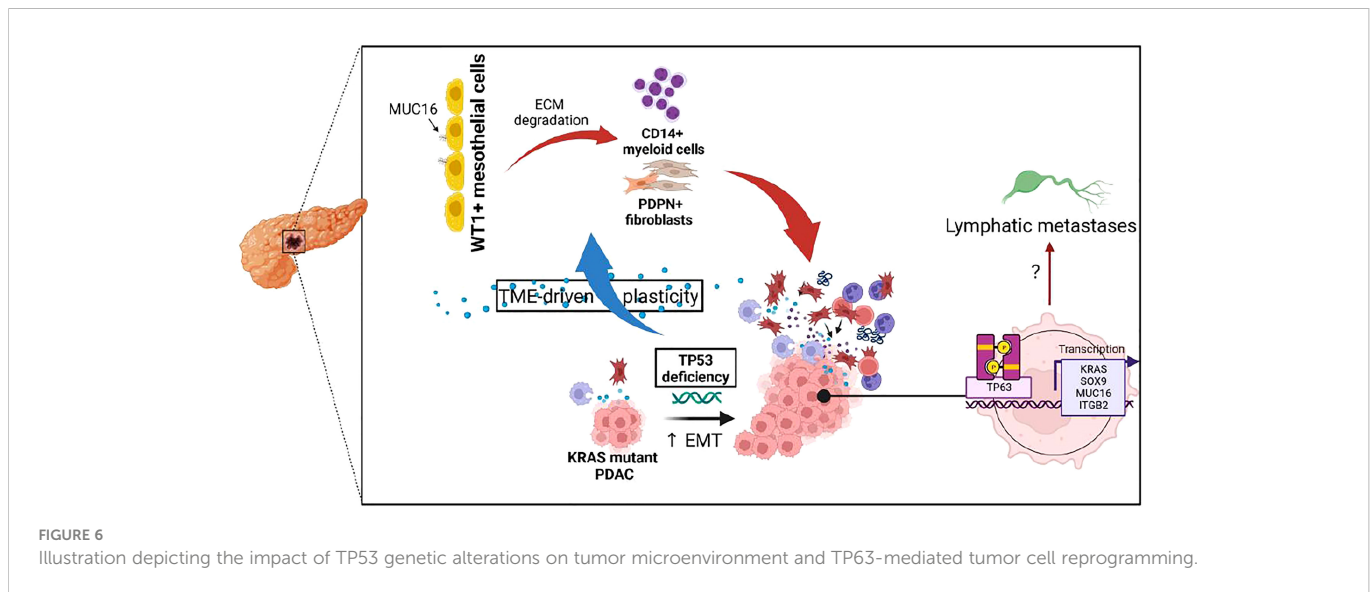 MUC16
WT1+ mesothelial cells
ECM
degradation
CD14+
myeloid cells
PDPN+
fibroblasts
TME-driven plasticity
TP53
deficiency
↑ EMT
KRAS mutant
PDAC
Lymphatic metastases
?
P
P
TP63
Transcription
KRAS
SOX9
MUC16
ITGB2
FIGURE 6
Illustration depicting the impact of TP53 genetic alterations on tumor microenvironment and TP63-mediated tumor cell reprogramming.